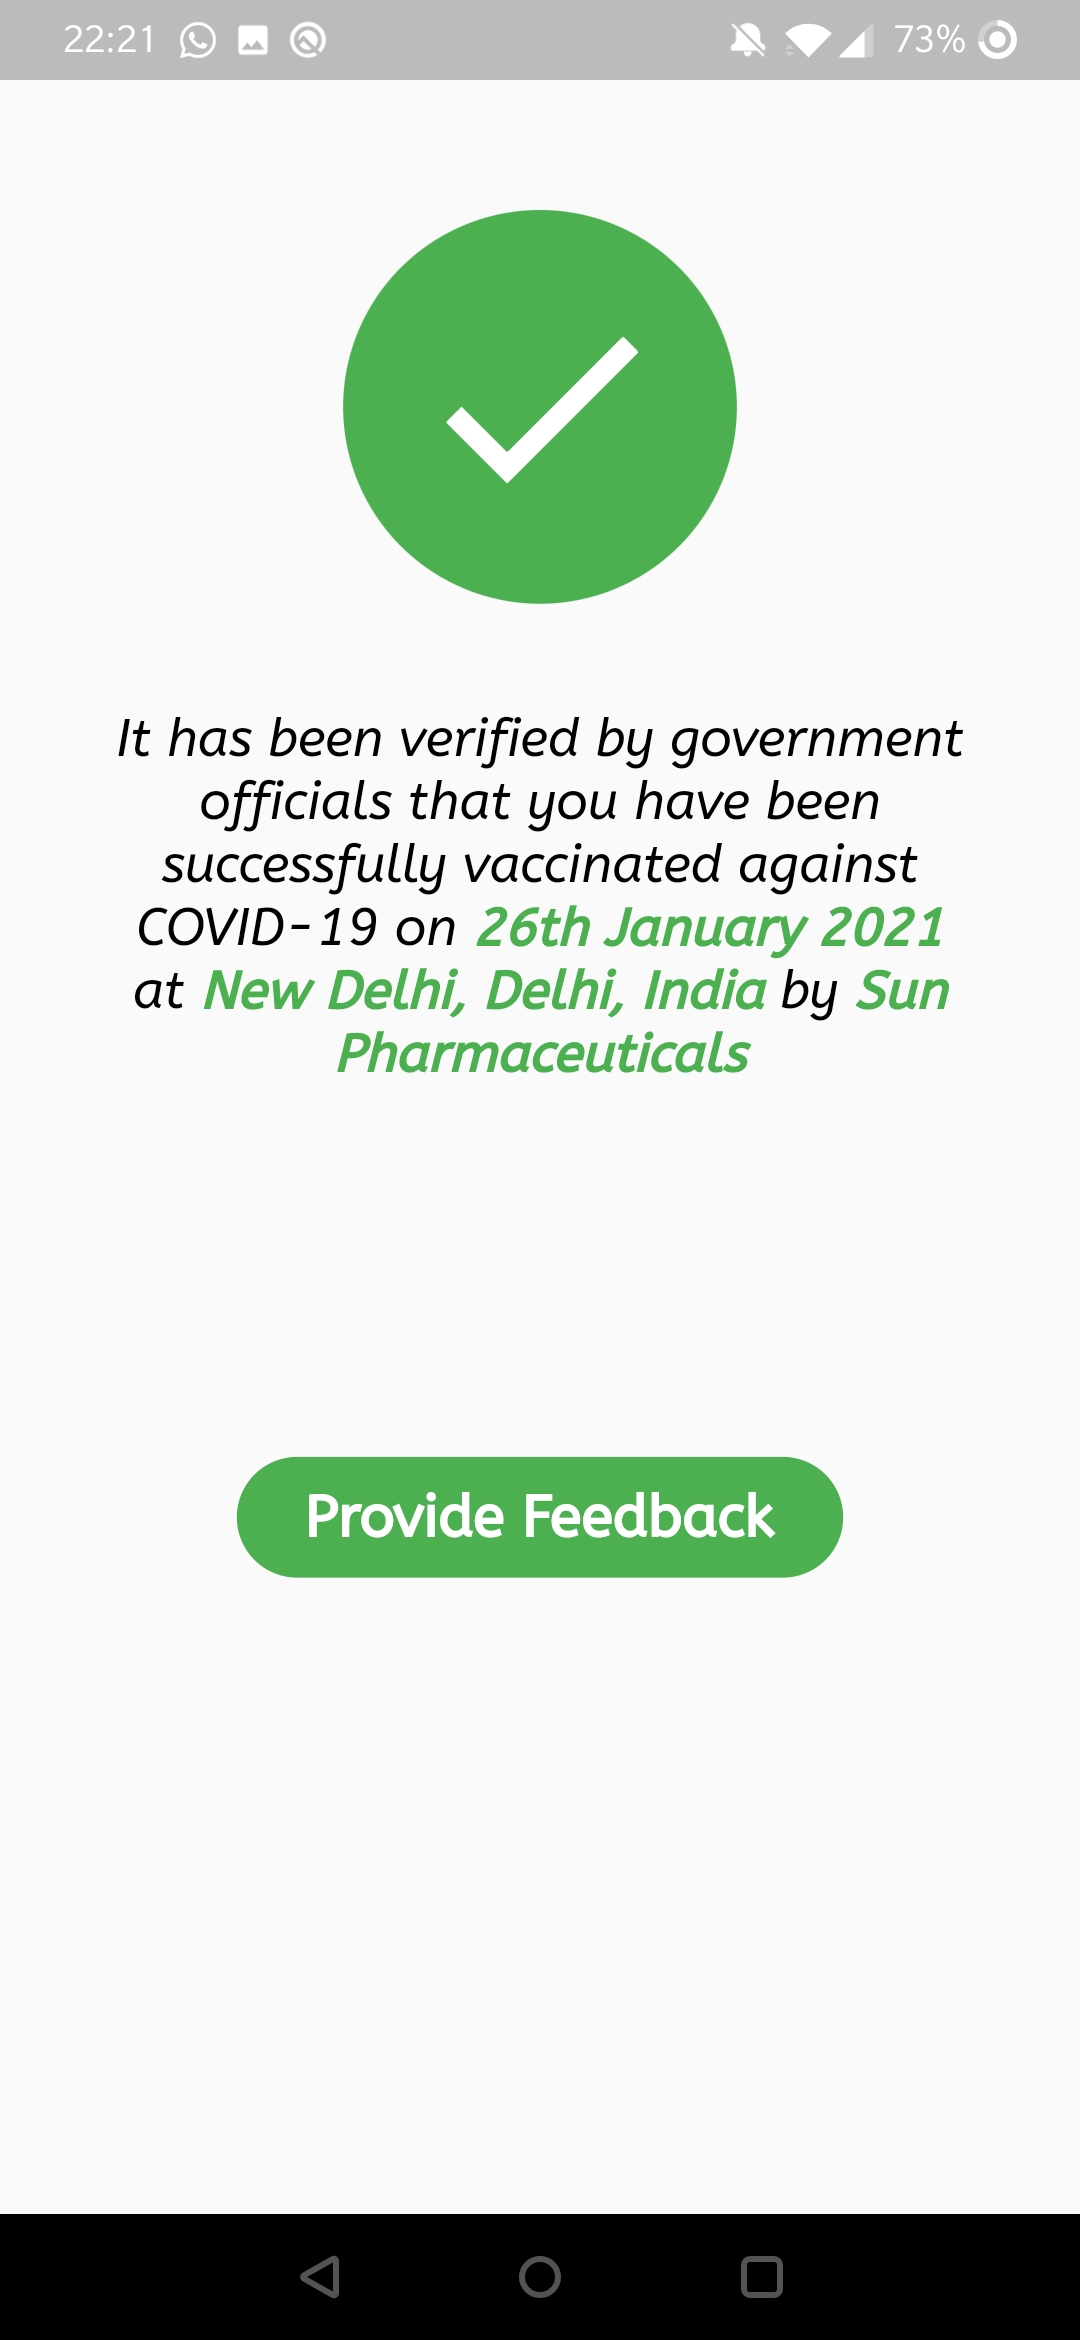 22:21
73%
It has been verified by government
officials that you have been
successfully vaccinated against
COVID-19 on 26th January 2021
at New Delhi, Delhi, India by Sun
Pharmaceuticals
Provide Feedback